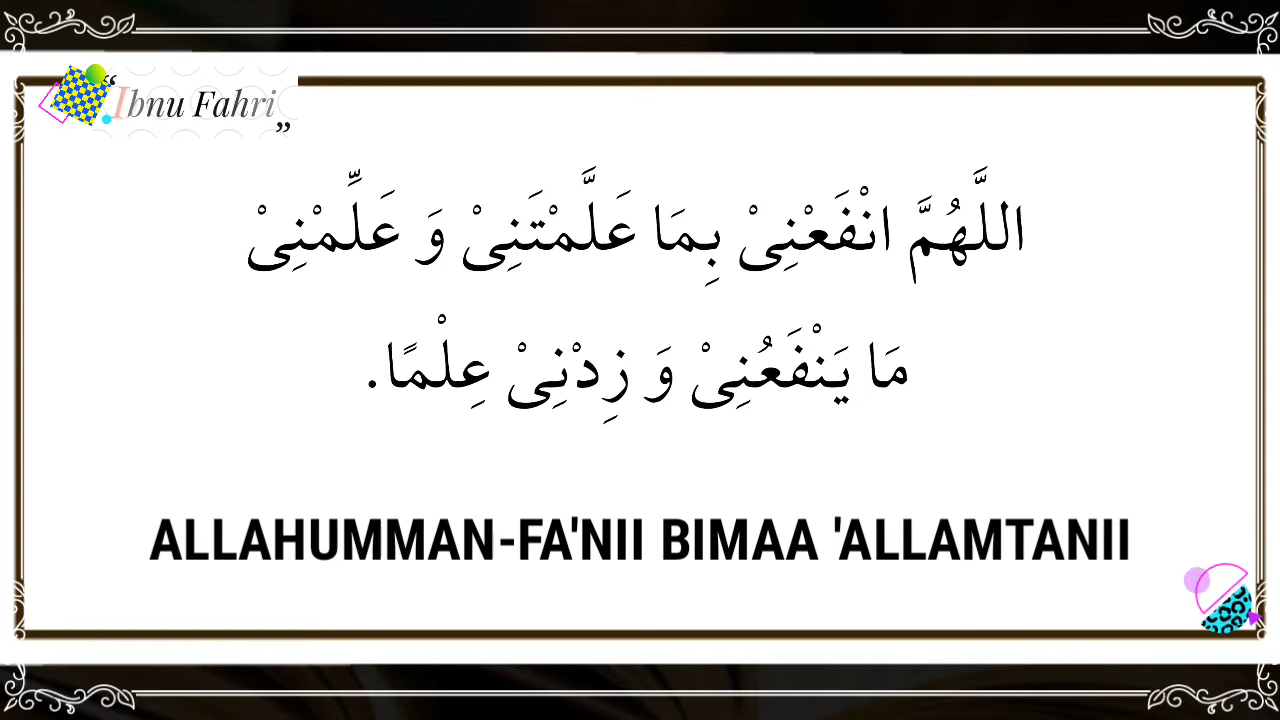 “Ibnu Fahri”
اللَّهُمَّ انْفَعْنِىْ بِمَا عَلَّمْتَنِىْ وَ عَلِّمْنِىْ
مَا يَنْفَعُنِىْ وَ زِدْنِىْ عِلْمًا.
ALLAHUMMAN-FA'NII BIMAA 'ALLAMTANII